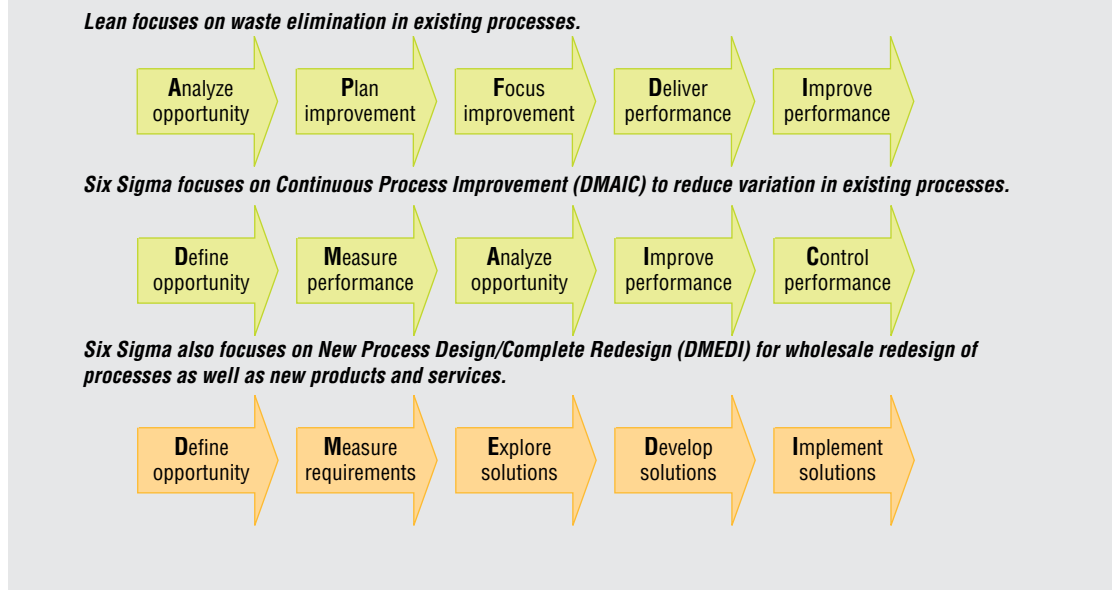 Lean focuses on waste elimination in existing processes.
Analyze
opportunity
Plan
improvement
Focus
improvement
Deliver
performance
Improve
performance
Six Sigma focuses on Continuous Process Improvement (DMAIC) to reduce variation in existing processes.
Define
opportunity
Measure
performance
Analyze
opportunity
Improve
performance
Control
performance
Six Sigma also focuses on New Process Design/Complete Redesign (DMEDI) for wholesale redesign of
processes as well as new products and services.
Define
opportunity
Measure
requirements
Explore
solutions
Develop
solutions
Implement
solutions